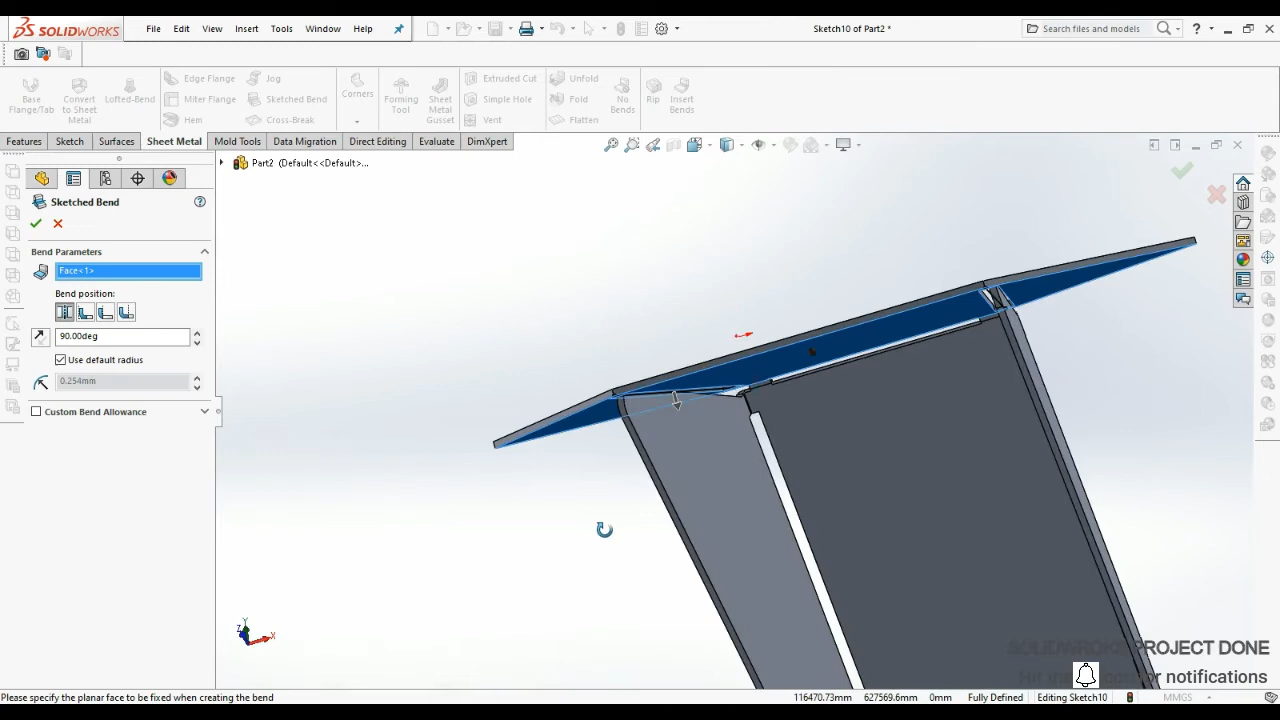 SOLIDWORKS
File Edit View Insert Tools Window Help
Sketch10 of Part2 *
Search files and models
Base Flange/Tab
Convert to Sheet Metal
Lofted-Bend
Edge Flange
Miter Flange
Hem
Jog
Sketched Bend
Cross-Break
Corners
Forming Tool
Sheet Metal Gusset
Extruded Cut
Simple Hole
Vent
Unfold
Fold
Flatten
No Bends
Rip
Insert Bends
Features Sketch Surfaces Sheet Metal Mold Tools Data Migration Direct Editing Evaluate DimXpert
Part2 (Default<<Default>...
Sketched Bend
Bend Parameters
Face<1>
Bend position:
90.00deg
Use default radius
0.254mm
Custom Bend Allowance
Y
Z
X
PROJECT DONE
or notifications
Please specify the planar face to be fixed when creating the bend
116470.73mm 627569.6mm 0mm Fully Defined Editing Sketch10 MMGS